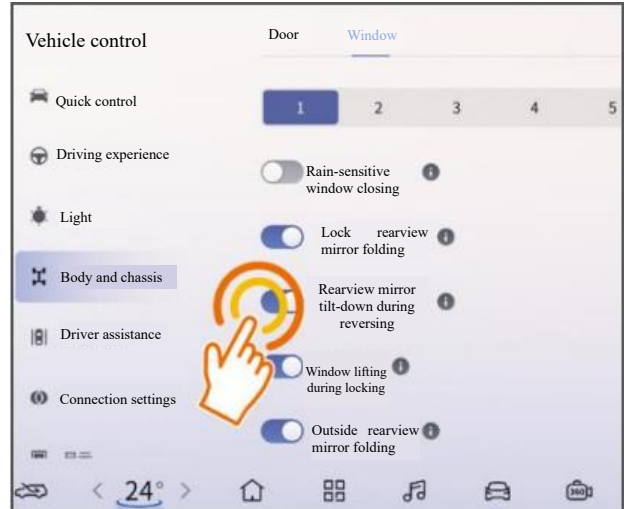 Vehicle control
Door
Window
Quick control
1 2 3 4 5
Driving experience
Rain-sensitive
window closing
Light
Lock rearview
mirror folding
Body and chassis
Rearview mirror
tilt-down during
reversing
Driver assistance
Window lifting
during locking
Connection settings
Outside rearview
mirror folding
24°
360